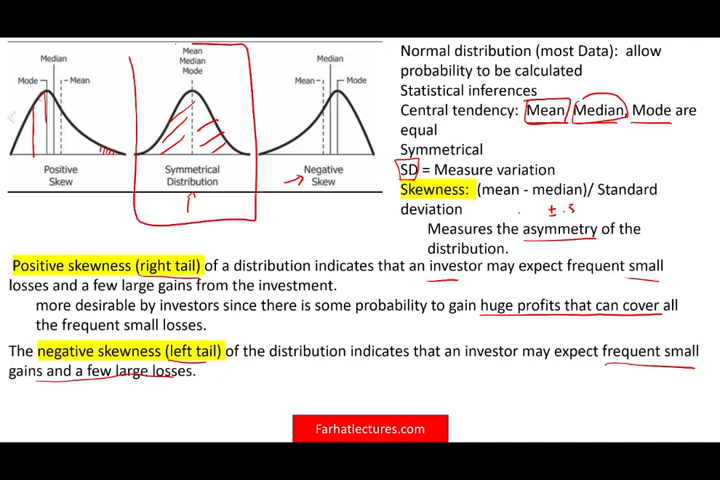 Median
Mode
Mean
Positive
Skew
Mean
Median
Mode
Symmetrical
Distribution
Median
Mean
Mode
Negative
Skew
Normal distribution (most Data): allow
probability to be calculated
Statistical inferences
Central tendency: Mean Median, Mode are
equal
Symmetrical
SD = Measure variation
Skewness: (mean - median)/ Standard
deviation
± .5
Measures the asymmetry of the
distribution.
Positive skewness (right tail) of a distribution indicates that an investor may expect frequent small
losses and a few large gains from the investment.
more desirable by investors since there is some probability to gain huge profits that can cover all
the frequent small losses.
The negative skewness (left tail) of the distribution indicates that an investor may expect frequent small
gains and a few large losses.
Farhatlectures.com